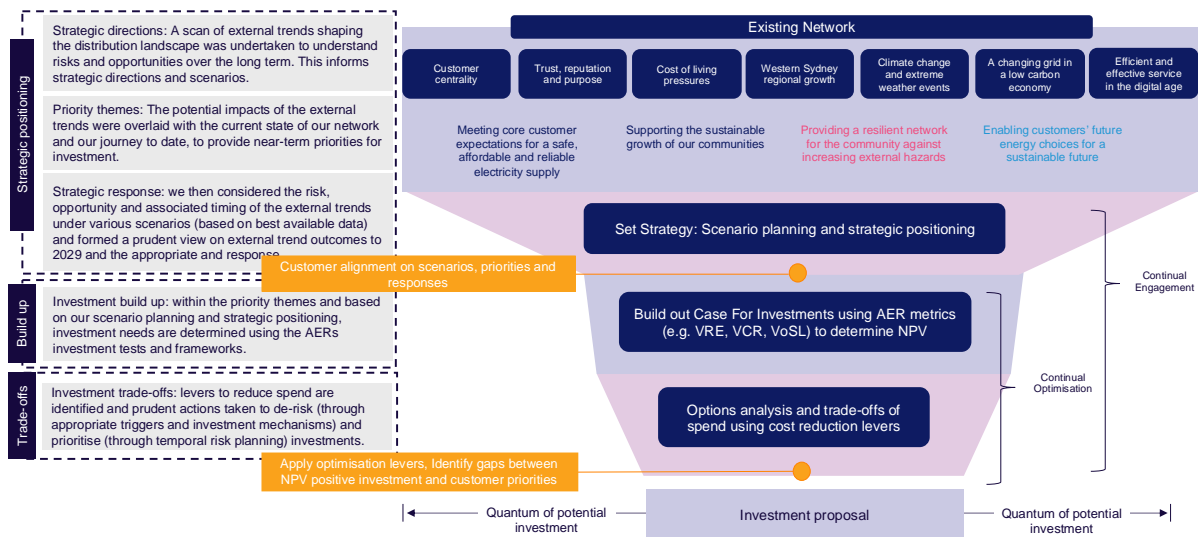 Strategic positioning
Strategic directions: A scan of external trends shaping
the distribution landscape was undertaken to understand
risks and opportunities over the long term. This informs
strategic directions and scenarios.
Priority themes: The potential impacts of the external
trends were overlaid with the current state of our network
and our journey to date, to provide near-term priorities for
investment.
Strategic response: we then considered the risk,
opportunity and associated timing of the external trends
under various scenarios (based on best available data)
and formed a prudent view on external trend outcomes to
2029 and the appropriate and response.
Build up
Investment build up: within the priority themes and based
on our scenario planning and strategic positioning,
investment needs are determined using the AERs
investment tests and frameworks.
Trade-offs
Investment trade-offs: levers to reduce spend are
identified and prudent actions taken to de-risk (through
appropriate triggers and investment mechanisms) and
prioritise (through temporal risk planning) investments.
Existing Network
Customer
centrality
Trust, reputation
and purpose
Cost of living
pressures
Western Sydney
regional growth
Climate change
and extreme
weather events
A changing grid in
a low carbon
economy
Efficient and
effective service
in the digital age
Meeting core customer
expectations for a safe,
affordable and reliable
electricity supply
Supporting the sustainable
growth of our communities
Providing a resilient network
for the community against
increasing external hazards
Enabling customers' future
energy choices for a
sustainable future
Set Strategy: Scenario planning and strategic positioning
Customer alignment on scenarios, priorities and
responses
Build out Case For Investments using AER metrics
(e.g. VRE, VCR, VoSL) to determine NPV
Options analysis and trade-offs of
spend using cost reduction levers
Apply optimisation levers, Identify gaps between
NPV positive investment and customer priorities
Continual
Engagement
Continual
Optimisation
Quantum of potential
investment
Investment proposal
Quantum of potential
investment